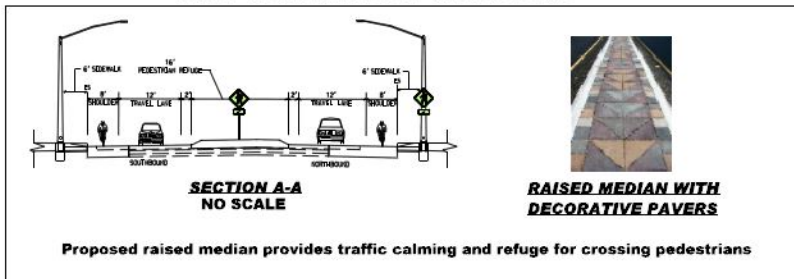 16'
PEDESTRIAN REFUGE
6' SIDEWALK
6' SIDEWALK
8'
SHOULDER
12'
TRAVEL LANE
2'
2'
12'
TRAVEL LANE
8'
SHOULDER
SOUTHBOUND
NORTHBOUND
SECTION A-A
NO SCALE
RAISED MEDIAN WITH
DECORATIVE PAVERS
Proposed raised median provides traffic calming and refuge for crossing pedestrians